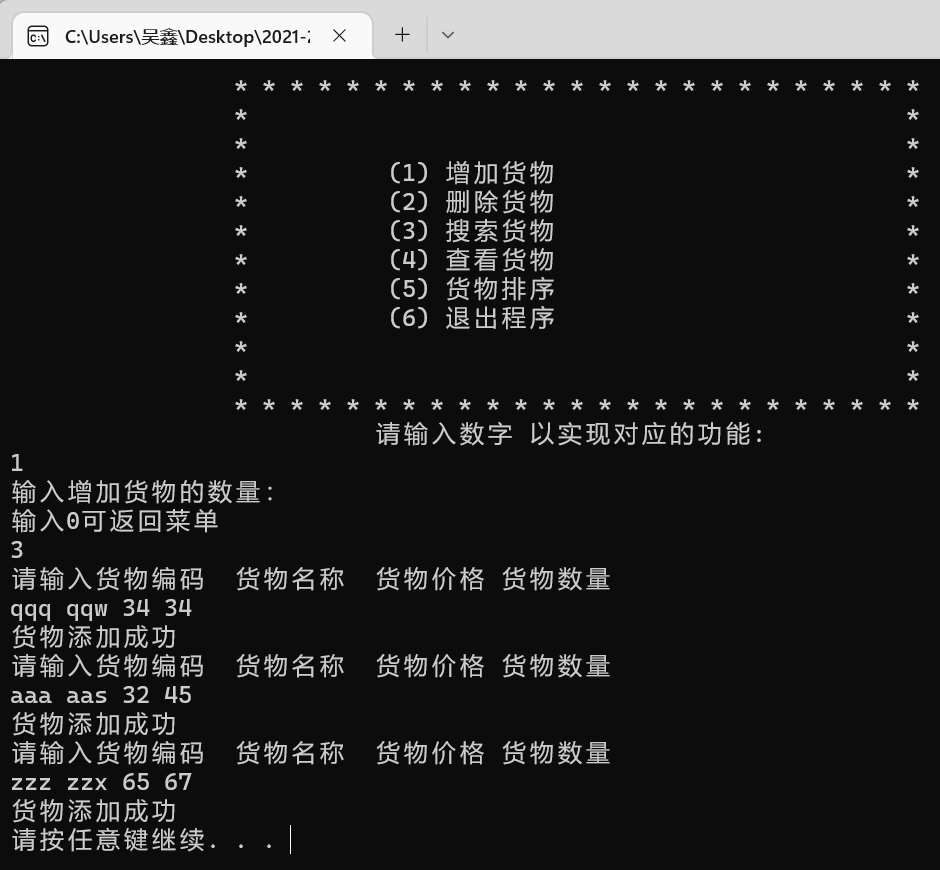 C:\Users\吴鑫\Desktop\2021-2
* * * * * * * * * * * * * * * * * * * * * * * * *
* *
* *
* (1) 增加货物 *
* (2) 删除货物 *
* (3) 搜索货物 *
* (4) 查看货物 *
* (5) 货物排序 *
* (6) 退出程序 *
* *
* *
* * * * * * * * * * * * * * * * * * * * * * * * *
请输入数字 以实现对应的功能:
1
输入增加货物的数量:
输入0可返回菜单
3
请输入货物编码 货物名称 货物价格 货物数量
qqq qqw 34 34
货物添加成功
请输入货物编码 货物名称 货物价格 货物数量
aaa aas 32 45
货物添加成功
请输入货物编码 货物名称 货物价格 货物数量
zzz zzx 65 67
货物添加成功
请按任意键继续. . .